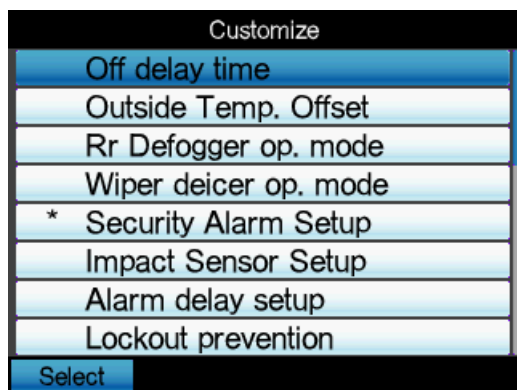 Customize
Off delay time
Outside Temp. Offset
Rr Defogger op. mode
Wiper deicer op. mode
* Security Alarm Setup
Impact Sensor Setup
Alarm delay setup
Lockout prevention
Select